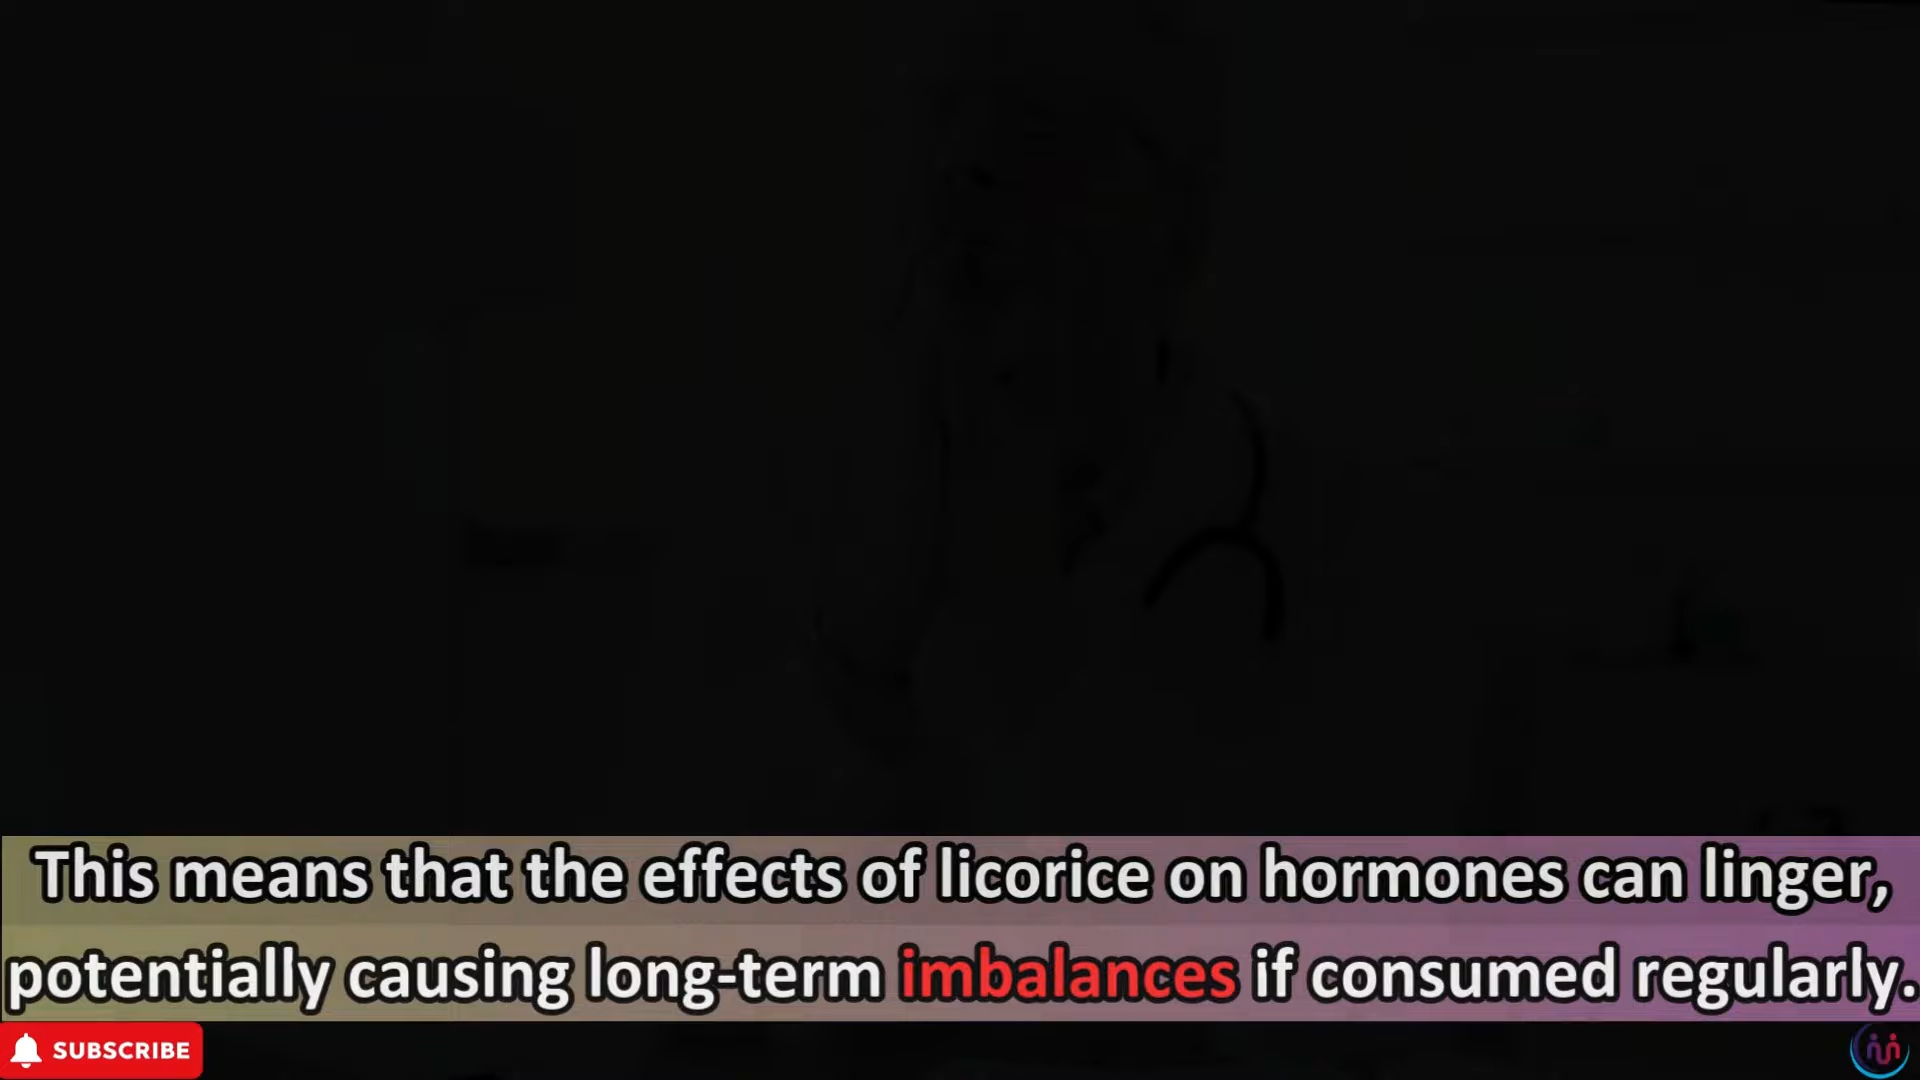 This means that the effects of licorice on hormones can linger,
potentially causing long-term imbalances if consumed regularly.
SUBSCRIBE